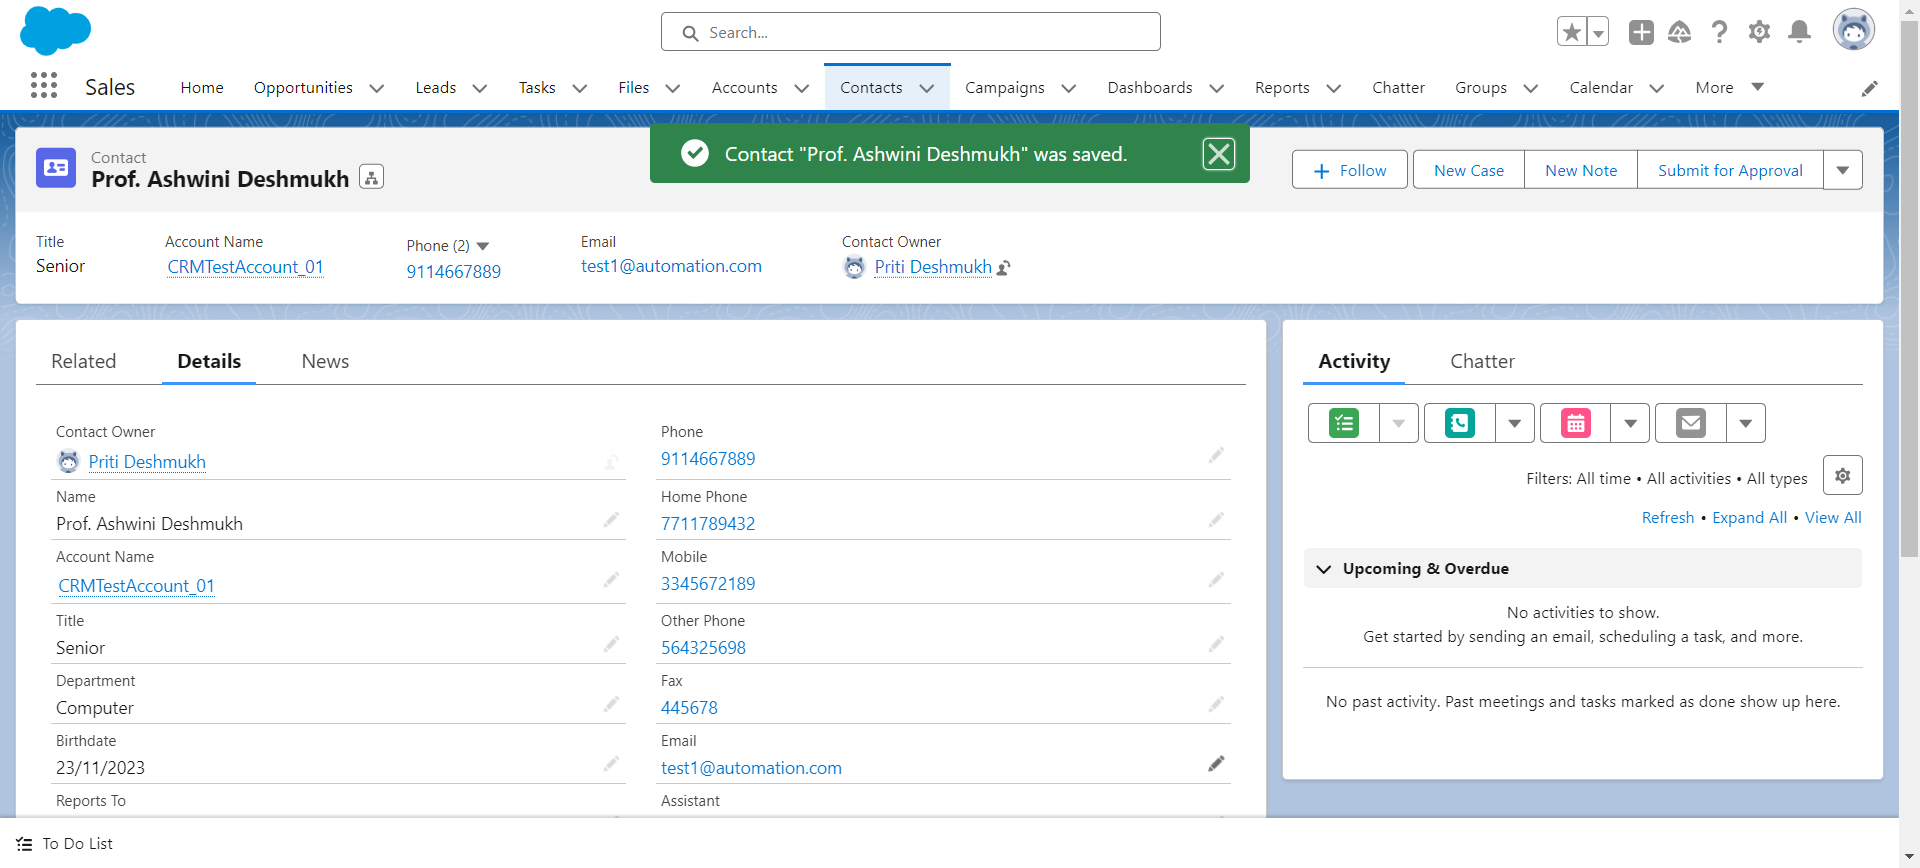 Search...
Sales
Home
Opportunities
Leads
Tasks
Files
Accounts
Contacts
Campaigns
Dashboards
Reports
Chatter
Groups
Calendar
More
Contact "Prof. Ashwini Deshmukh" was saved.
Contact
Prof. Ashwini Deshmukh
Follow
New Case
New Note
Submit for Approval
Title
Senior
Account Name
CRMTestAccount_01
Phone (2)
9114667889
Email
test1@automation.com
Contact Owner
Priti Deshmukh
Related
Details
News
Contact Owner
Priti Deshmukh
Name
Prof. Ashwini Deshmukh
Account Name
CRMTestAccount_01
Title
Senior
Department
Computer
Birthdate
23/11/2023
Reports To
Phone
9114667889
Home Phone
7711789432
Mobile
3345672189
Other Phone
564325698
Fax
445678
Email
test1@automation.com
Assistant
Activity
Chatter
Filters: All time • All activities • All types
Refresh • Expand All • View All
Upcoming & Overdue
No activities to show.
Get started by sending an email, scheduling a task, and more.
No past activity. Past meetings and tasks marked as done show up here.
To Do List